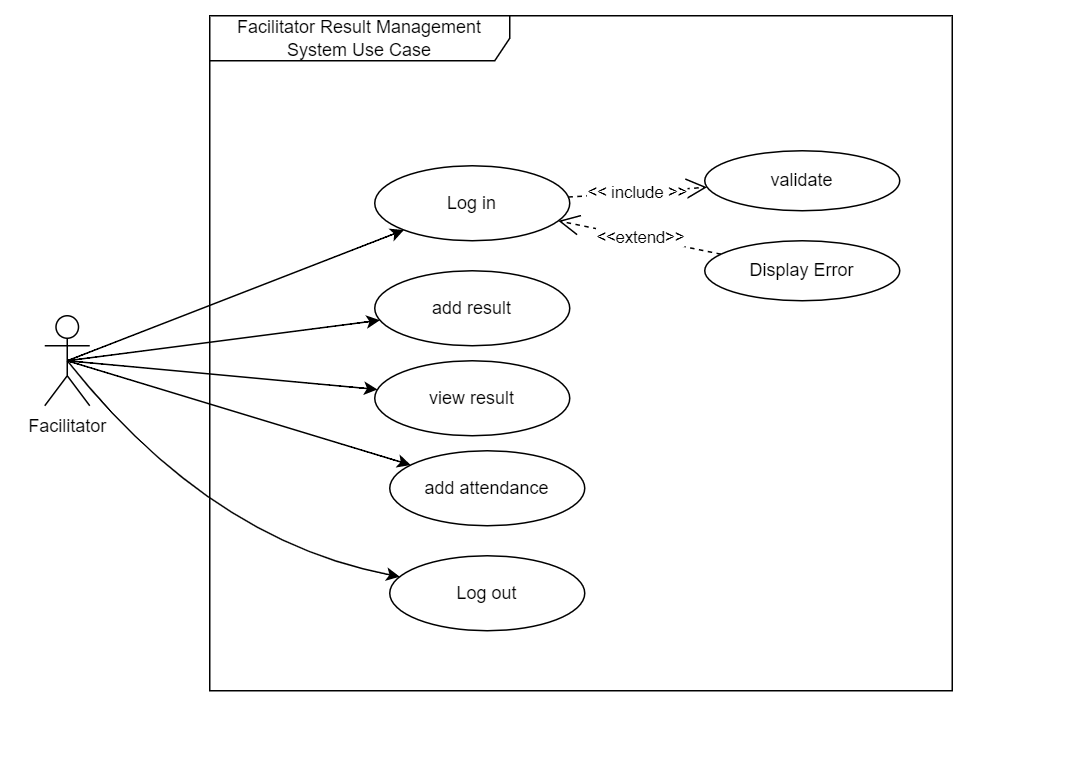 Facilitator Result Management
System Use Case
Log in
<< include >>
validate
<<extend>>
Display Error
add result
view result
Facilitator
add attendance
Log out